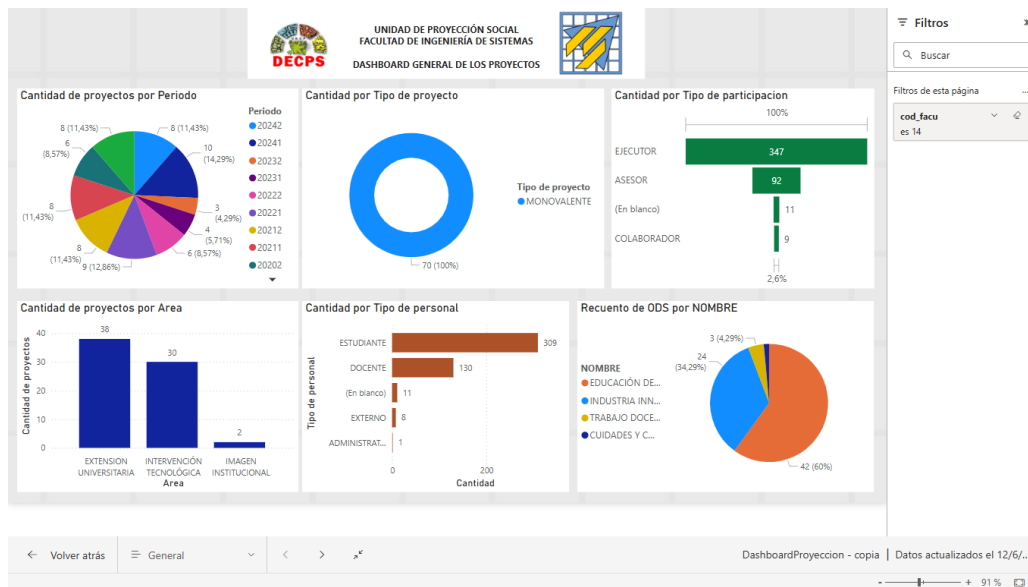 DECPS
UNIDAD DE PROYECCIÓN SOCIAL
FACULTAD DE INGENIERÍA DE SISTEMAS
DASHBOARD GENERAL DE LOS PROYECTOS
Filtros
Buscar
Filtros de esta página
...
cod_facu
es 14
Cantidad de proyectos por Periodo
8 (11,43%)
8 (11,43%)
10
(14,29%)
3
(4,29%)
4
(5,71%)
6 (8,57%)
9 (12,86%)
8
(11,43%)
8
(11,43%)
6
(8,57%)
Periodo
20242
20241
20232
20231
20222
20221
20212
20211
20202
Cantidad por Tipo de proyecto
70 (100%)
Tipo de proyecto
MONOVALENTE
Cantidad por Tipo de participacion
100%
EJECUTOR 347
ASESOR 92
(En blanco) 11
COLABORADOR 9
2,6%
Cantidad de proyectos por Area
Cantidad de proyectos
40
30
20
10
0
38
30
2
EXTENSION
UNIVERSITARIA
INTERVENCIÓN
TECNOLÓGICA
IMAGEN
INSTITUCIONAL
Area
Cantidad por Tipo de personal
Tipo de personal
ESTUDIANTE 309
DOCENTE 130
(En blanco) 11
EXTERNO 8
ADMINISTRAT... 1
0 200
Cantidad
Recuento de ODS por NOMBRE
NOMBRE
EDUCACIÓN DE...
INDUSTRIA INN...
TRABAJO DOCE...
CUIDADES Y C...
3 (4,29%)
24
(34,29%)
42 (60%)
Volver atrás
General
DashboardProyeccion - copia | Datos actualizados el 12/6/...
- + 91 %